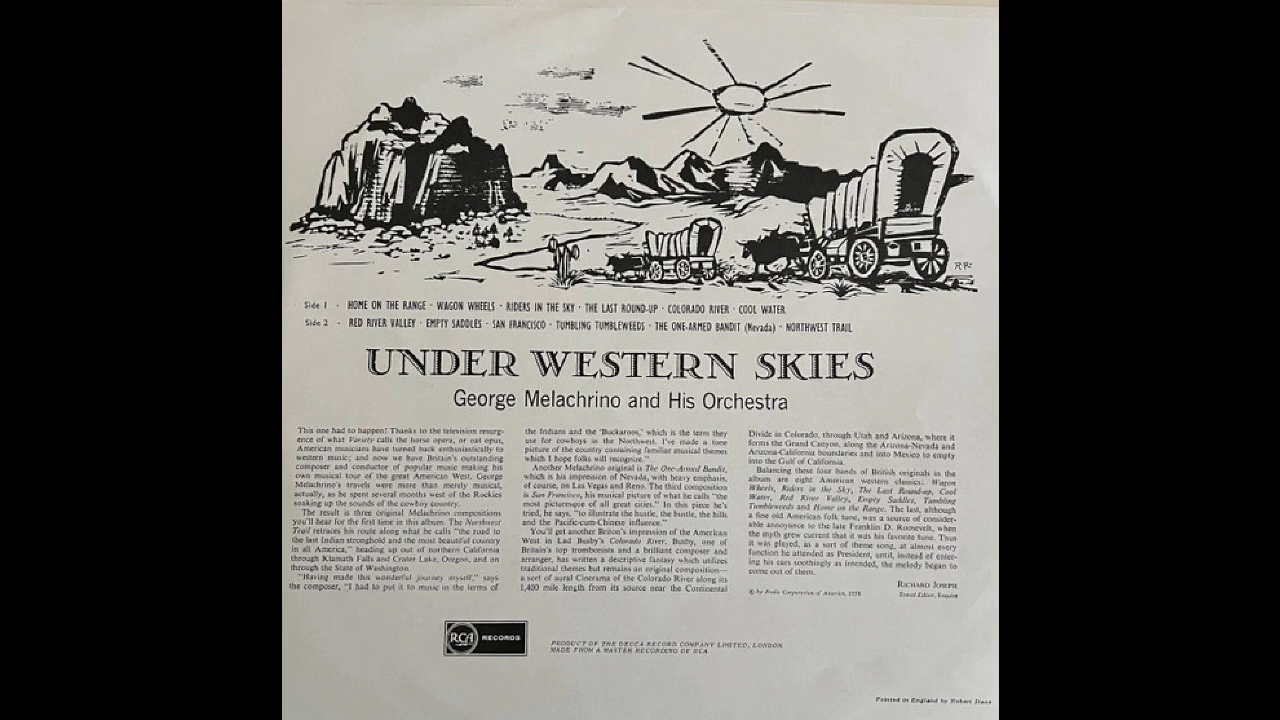 R.R.
Side 1 - HOME ON THE RANGE · WAGON WHEELS · RIDERS IN THE SKY · THE LAST ROUND-UP · COLORADO RIVER · COOL WATER
Side 2 - RED RIVER VALLEY · EMPTY SADDLES · SAN FRANCISCO · TUMBLING TUMBLEWEEDS · THE ONE-ARMED BANDIT (Nevada) · NORTHWEST TRAIL
UNDER WESTERN SKIES
George Melachrino and His Orchestra
This one had to happen! Thanks to the television resurg-
ence of what Variety calls the horse opera, or oat opus,
American musicians have turned back enthusiastically to
western music; and now we have Britain's outstanding
composer and conductor of popular music making his
own musical tour of the great American West. George
Melachrino's travels were more than merely musical,
actually, as he spent several months west of the Rockies
soaking up the sounds of the cowboy country.
The result is three original Melachrino compositions
you'll hear for the first time in this album. The Northwest
Trail retraces his route along what he calls "the road to
the last Indian stronghold and the most beautiful country
in all America," heading up out of northern California
through Klamath Falls and Crater Lake, Oregon, and on
through the State of Washington.
"Having made this wonderful journey myself," says
the composer, "I had to put it to music in the terms of
the Indians and the 'Buckaroos,' which is the term they
use for cowboys in the Northwest. I've made a tone
picture of the country containing familiar musical themes
which I hope folks will recognize."
Another Melachrino original is The One-Armed Bandit,
which is his impression of Nevada, with heavy emphasis,
of course, on Las Vegas and Reno. The third composition
is San Francisco, his musical picture of what he calls "the
most picturesque of all great cities." In this piece he's
tried, he says, "to illustrate the hustle, the bustle, the hills
and the Pacific-cum-Chinese influence."
You'll get another Briton's impression of the American
West in Lad Busby's Colorado River. Busby, one of
Britain's top trombonists and a brilliant composer and
arranger, has written a descriptive fantasy which utilizes
traditional themes but remains an original composition—
a sort of aural Cinerama of the Colorado River along its
1,400 mile length from its source near the Continental
Divide in Colorado, through Utah and Arizona, where it
forms the Grand Canyon, along the Arizona-Nevada and
Arizona-California boundaries and into Mexico to empty
into the Gulf of California.
Balancing these four bands of British originals in the
album are eight American western classics: Wagon
Wheels, Riders in the Sky, The Last Round-up, Cool
Water, Red River Valley, Empty Saddles, Tumbling
Tumbleweeds and Home on the Range. The last, although
a fine old American folk tune, was a source of consider-
able annoyance to the late Franklin D. Roosevelt, when
the myth grew current that it was his favorite tune. Thus
it was played, as a sort of theme song, at almost every
function he attended as President, until, instead of enter-
ing his ears soothingly as intended, the melody began to
come out of them.
RICHARD JOSEPH
Travel Editor, Esquire
© by Radio Corporation of America, 1958
RCA RECORDS
PRODUCT OF THE DECCA RECORD COMPANY LIMITED, LONDON
MADE FROM A MASTER RECORDING OF RCA
Printed in England by Robert Stace